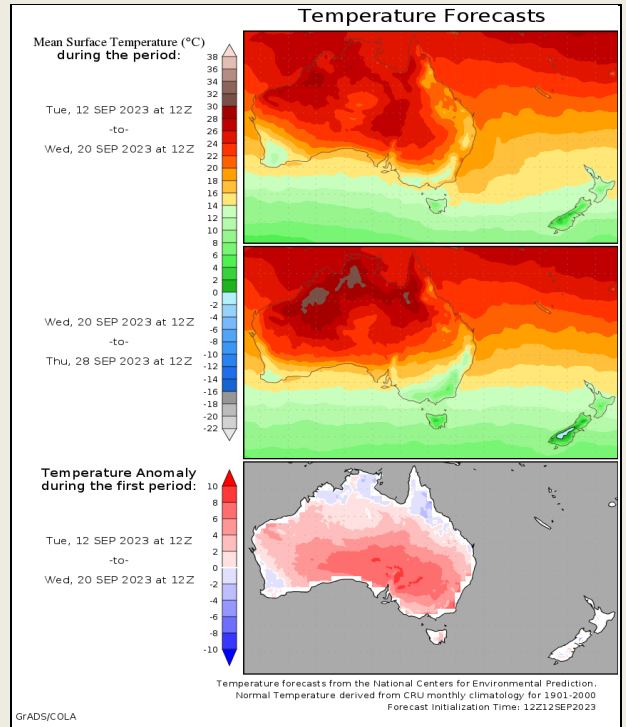 Temperature Forecasts
Mean Surface Temperature (°C)
during the period:
38
36
34
32
30
28
26
24
22
20
18
16
14
12
10
8
6
4
2
0
-2
-4
-6
-8
-10
-12
-14
-16
-18
-20
-22
Tue, 12 SEP 2023 at 12Z
-to-
Wed, 20 SEP 2023 at 12Z
Wed, 20 SEP 2023 at 12Z
-to-
Thu, 28 SEP 2023 at 12Z
Temperature Anomaly
during the first period:
10
8
6
4
2
0
-2
-4
-6
-8
-10
Tue, 12 SEP 2023 at 12Z
-to-
Wed, 20 SEP 2023 at 12Z
Temperature forecasts from the National Centers for Environmental Prediction.
Normal Temperature derived from CRU monthly climatology for 1901-2000
Forecast Initialization Time: 12Z12SEP2023
GrADS/COLA